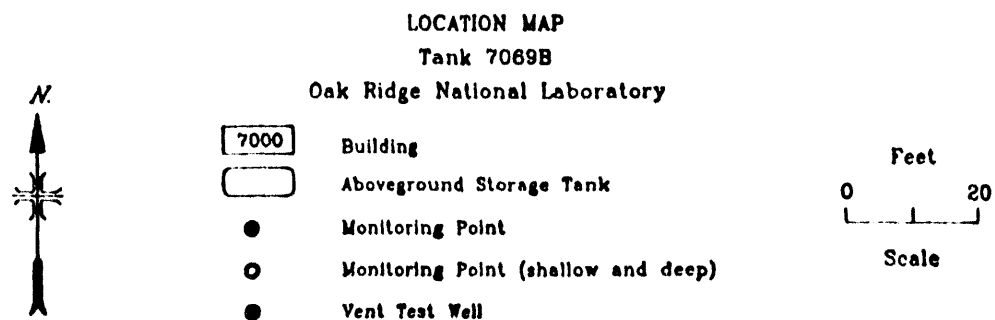 LOCATION MAP
Tank 7069B
Oak Ridge National Laboratory
N.
7000 Building
Aboveground Storage Tank
Monitoring Point
Monitoring Point (shallow and deep)
Vent Test Well
Feet
0 20
Scale